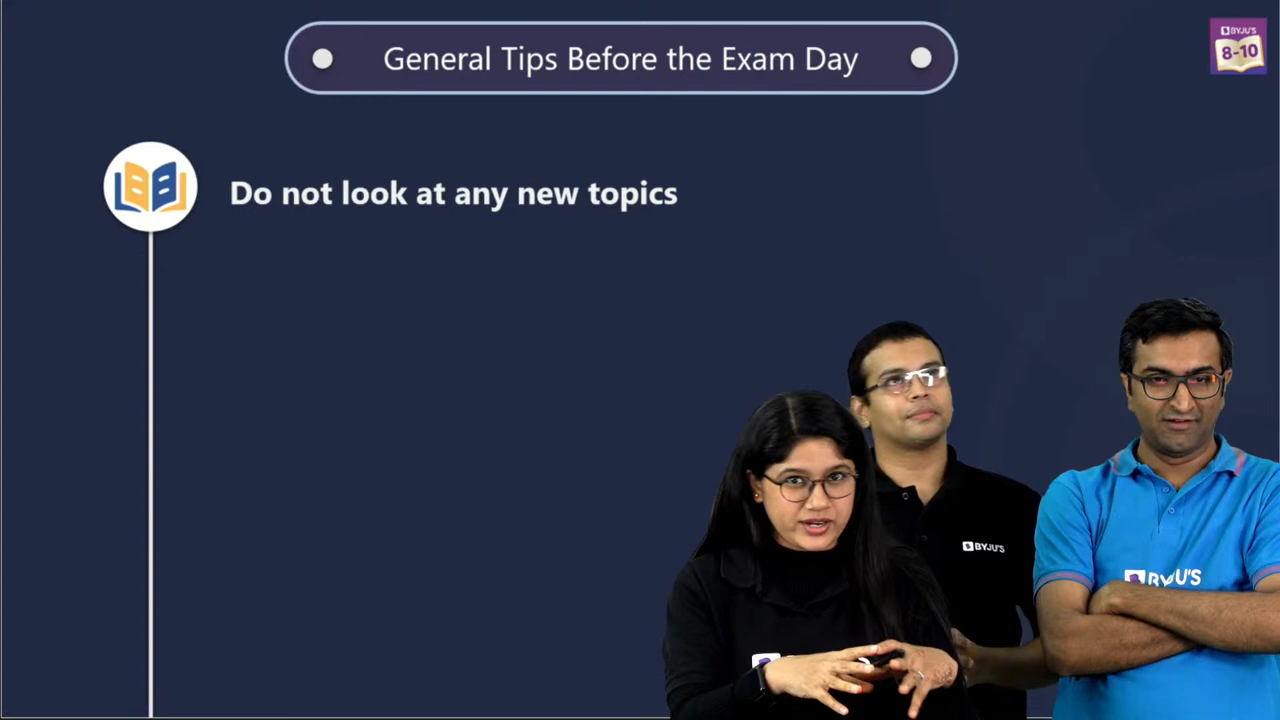 General Tips Before the Exam Day
BYJU'S
8-10
Do not look at any new topics
BYJU'S
BYJU'S